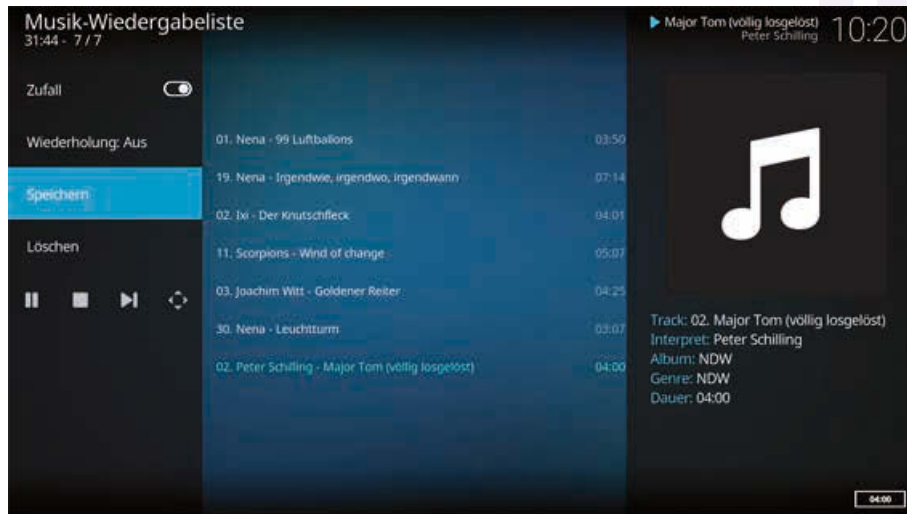 Musik-Wiedergabeliste
31:44 - 7 / 7
Major Tom (völlig losgelöst)
Peter Schilling
10:20
Zufall
Wiederholung: Aus
Speichern
Löschen
01. Nena - 99 Luftballons 03:50
19. Nena - Irgendwie, irgendwo, irgendwann 07:14
02. Ixi - Der Knutschfleck 04:01
11. Scorpions - Wind of change 05:07
03. Joachim Witt - Goldener Reiter 04:25
30. Nena - Leuchtturm 03:07
02. Peter Schilling - Major Tom (völlig losgelöst) 04:00
Track: 02. Major Tom (völlig losgelöst)
Interpret: Peter Schilling
Album: NDW
Genre: NDW
Dauer: 04:00
04:00